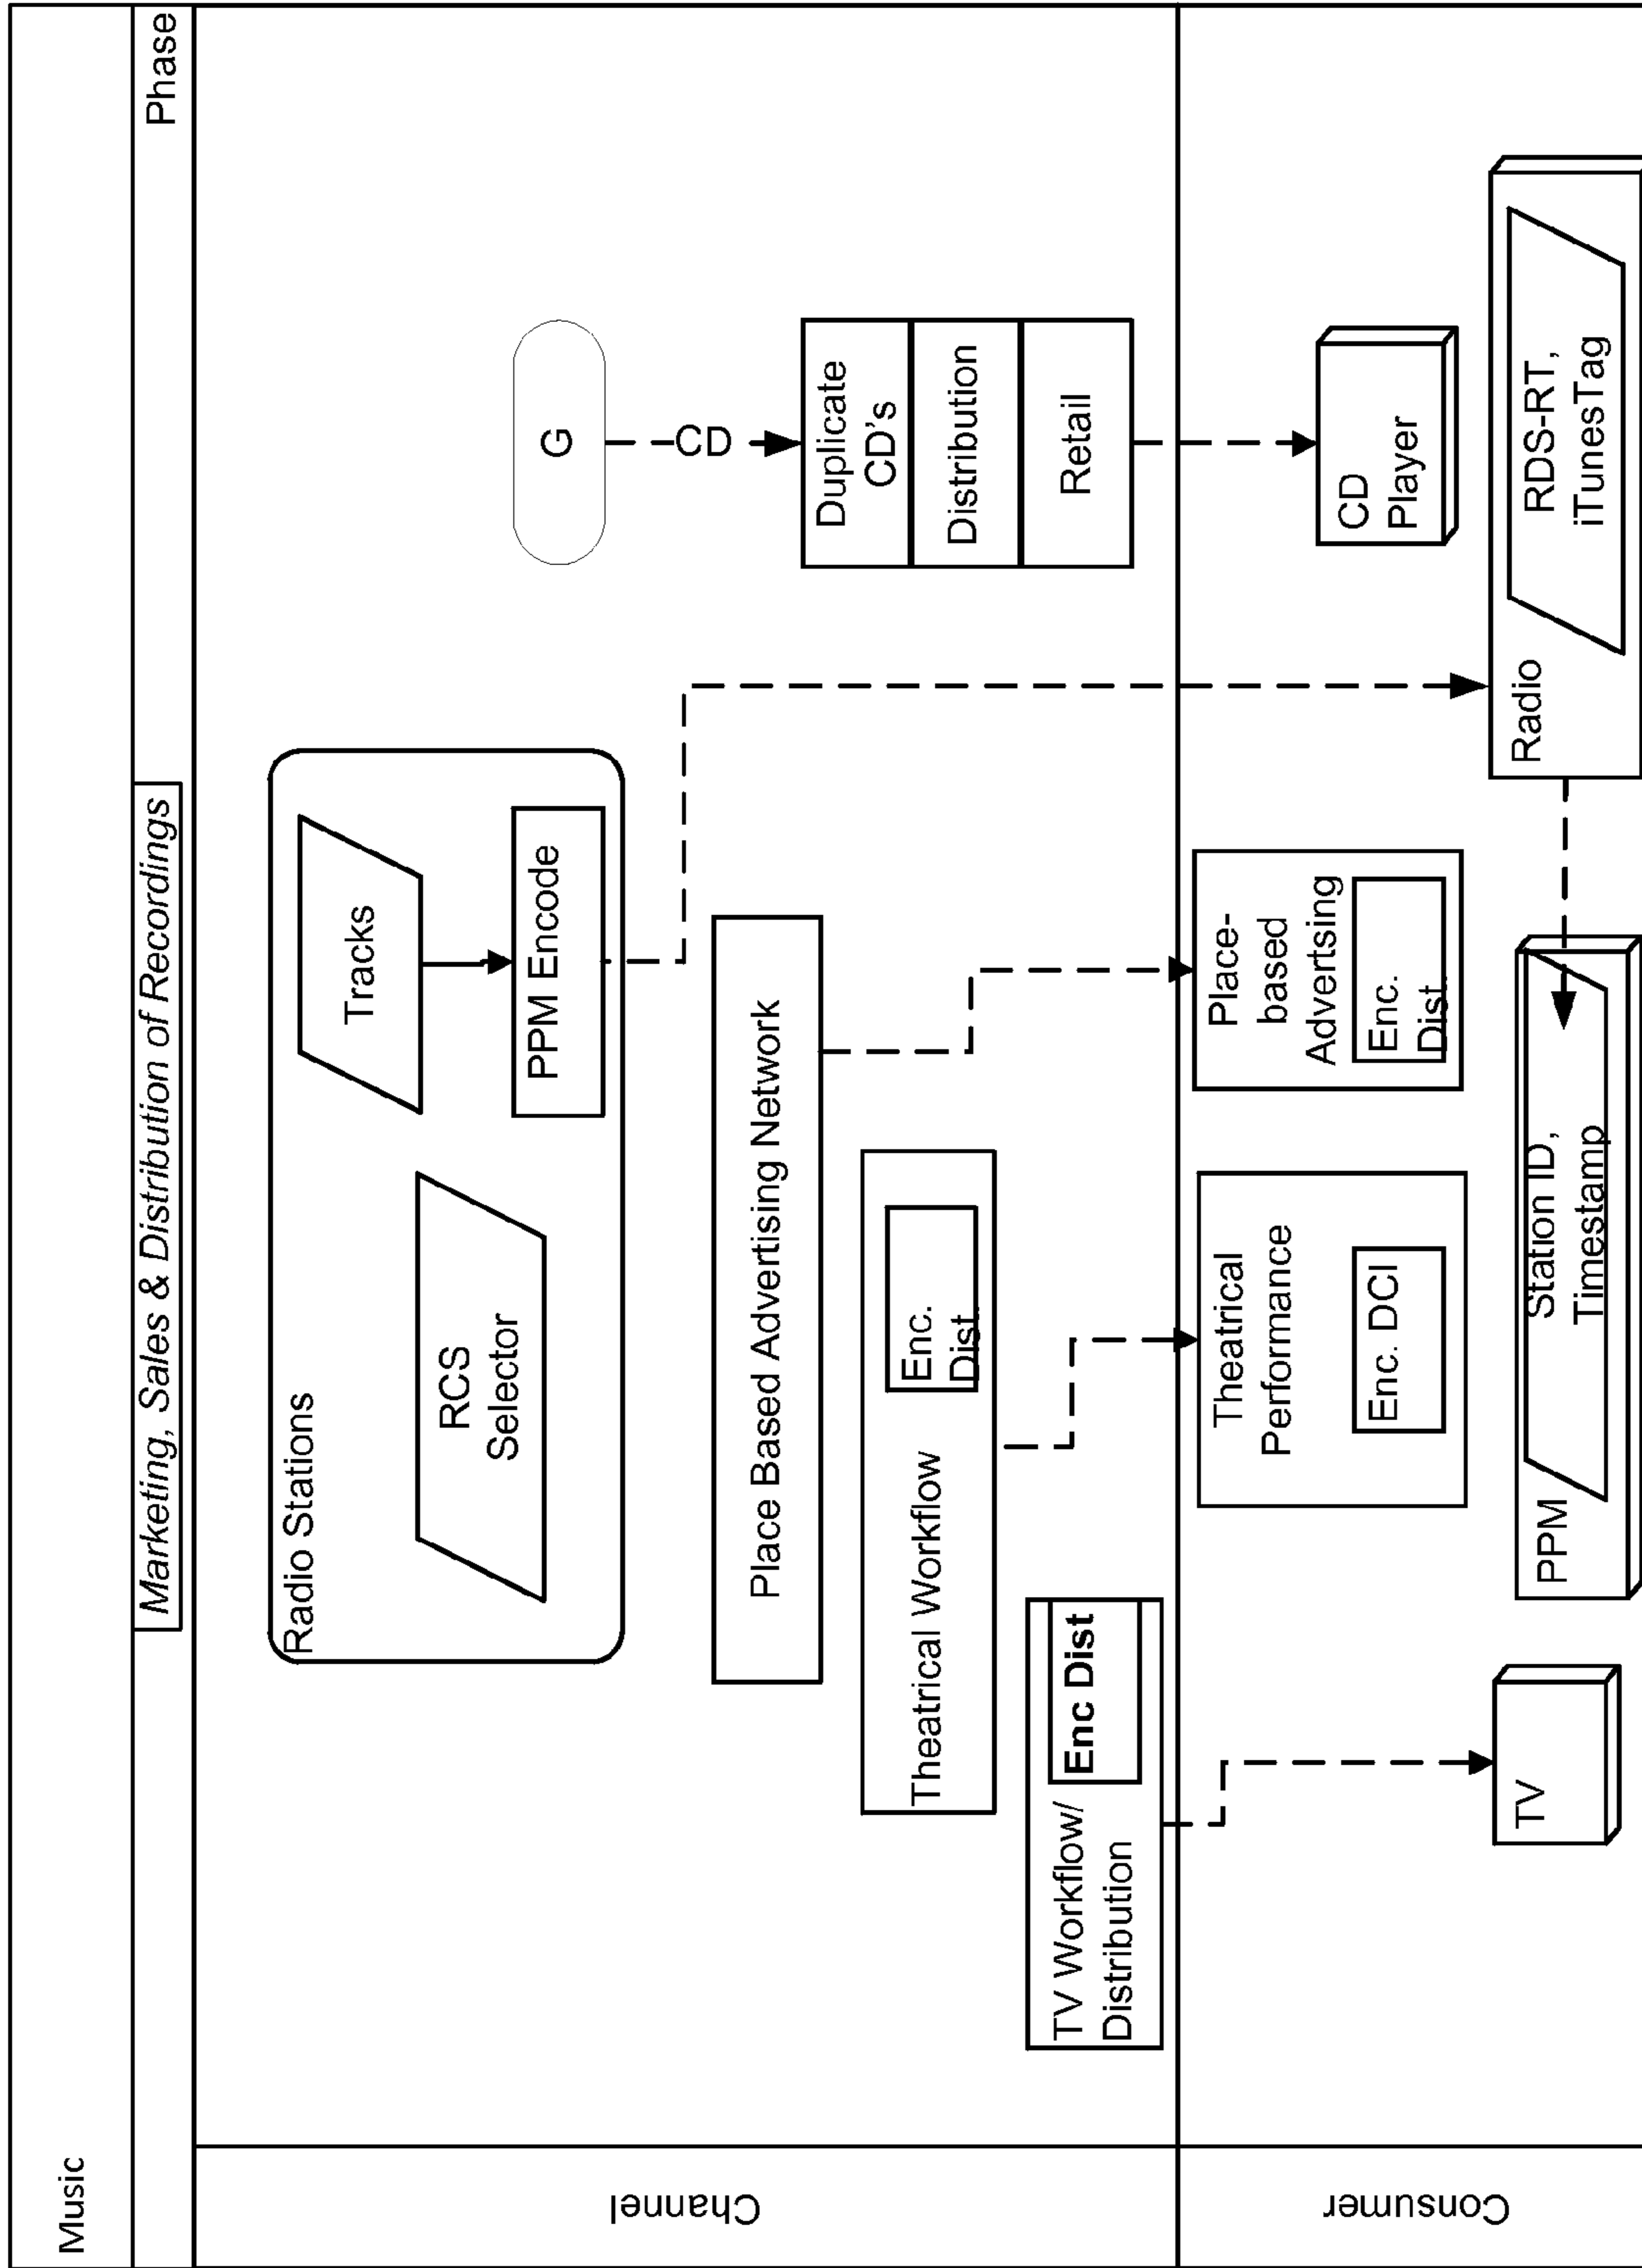 Music
Marketing, Sales & Distribution of Recordings
Phase
Channel
Radio Stations
RCS
Selector
Tracks
PPM Encode
G
CD
Place Based Advertising Network
Theatrical Workflow
Enc.
Dist.
TV Workflow/
Distribution
Enc Dist
Duplicate
CD's
Distribution
Retail
Consumer
Theatrical
Performance
Enc. DCI
Place-
based
Advertsing
Enc.
Dist.
CD
Player
TV
PPM
Station ID,
Timestamp
Radio
RDS-RT,
iTunesTag